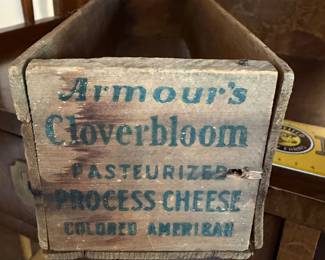 Armour's
Cloverbloom
PASTEURIZED
PROCESS CHEESE
COLORED AMERICAN